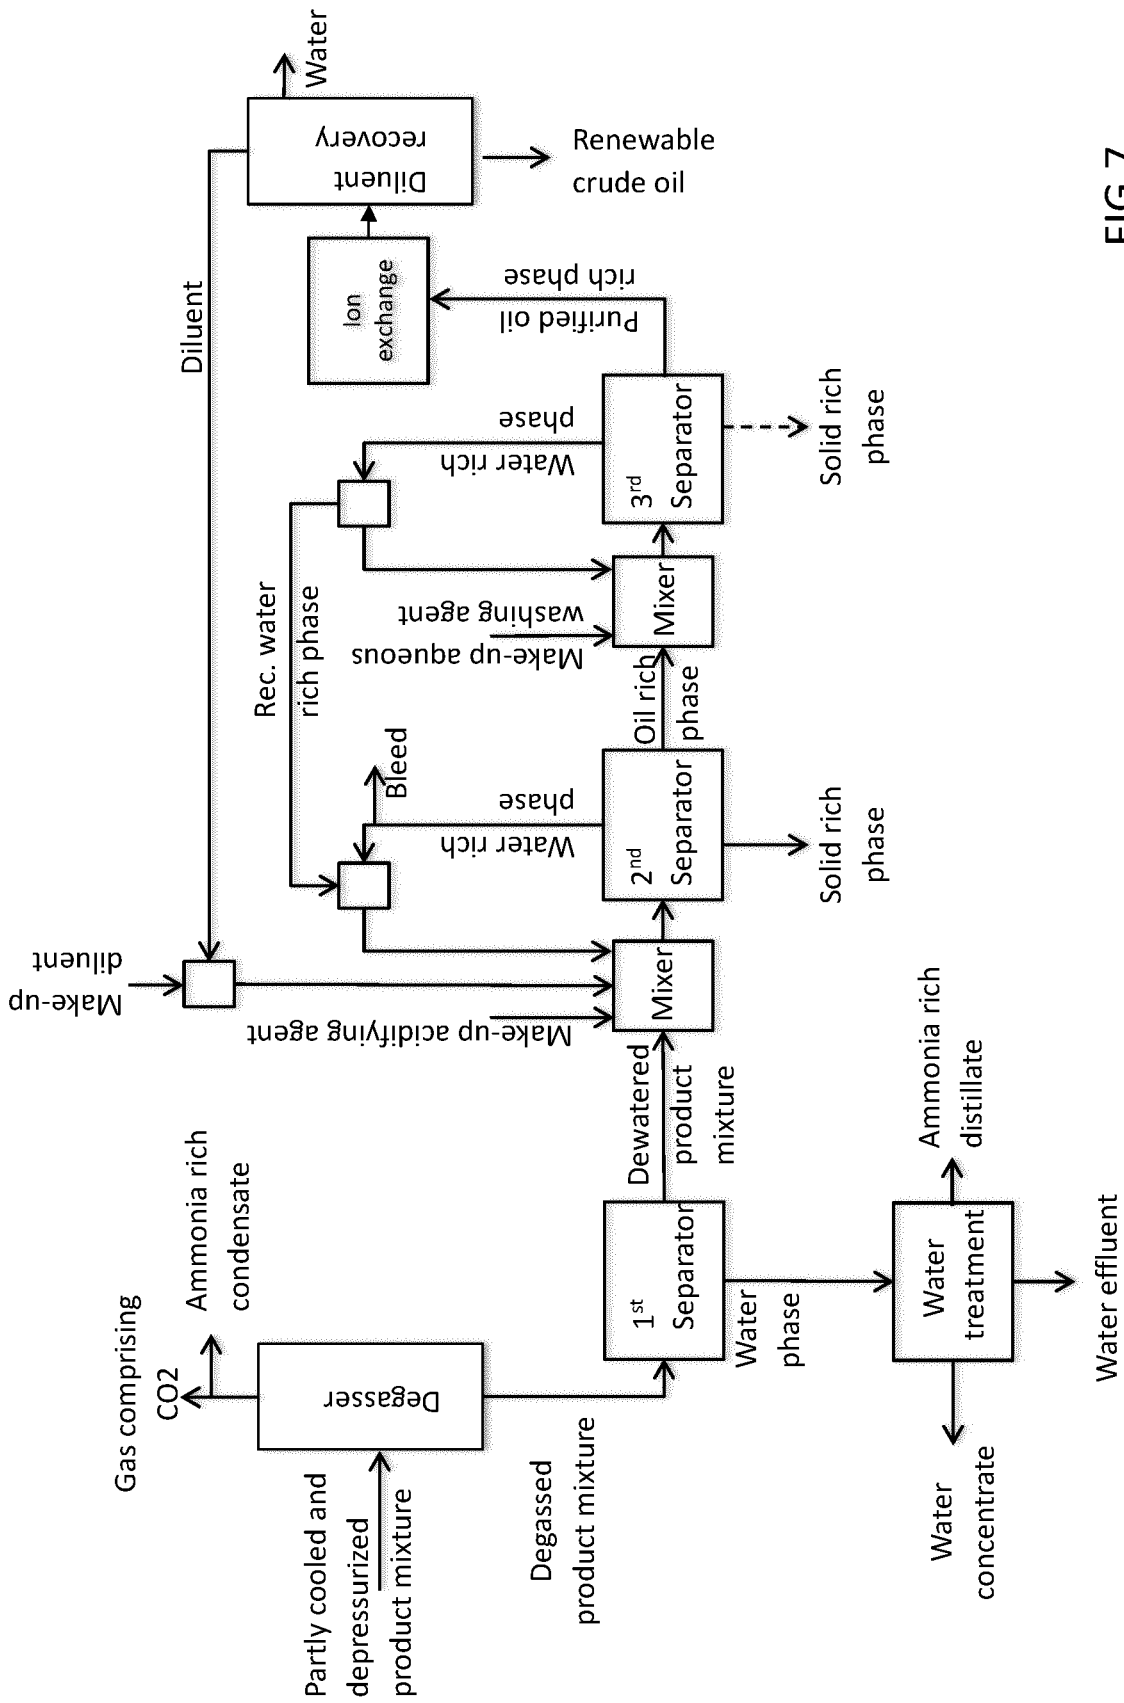 Partly cooled and
depressurized
product mixture
Gas comprising
CO2
Ammonia rich
condensate
Degasser
Degassed
product mixture
1st
Separator
Water
phase
Water
treatment
Water
concentrate
Water effluent
Ammonia rich
distillate
Dewatered
product
mixture
Make-up
diluent
Make-up acidifying agent
Mixer
2nd
Separator
Solid rich
phase
Water rich
phase
Bleed
Rec. water
rich phase
Oil rich
phase
Make-up aqueous
washing agent
Mixer
3rd
Separator
Solid rich
phase
Water rich
phase
Purified oil
rich phase
Ion
exchange
Diluent
Diluent
recovery
Water
Renewable
crude oil
FIG 7